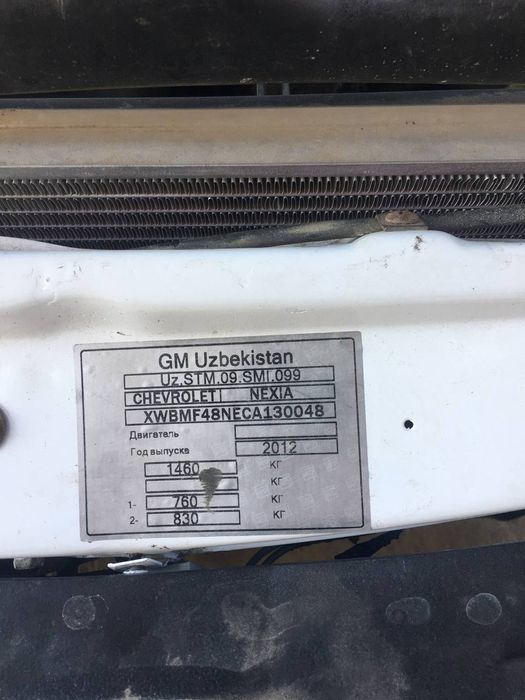 GM Uzbekistan
Uz.STM.09.SMI.099
CHEVROLET NEXIA
XWBMF48NECA130048
Двигатель
Год выпуска 2012
1460 КГ
КГ
1- 760 КГ
2- 830 КГ